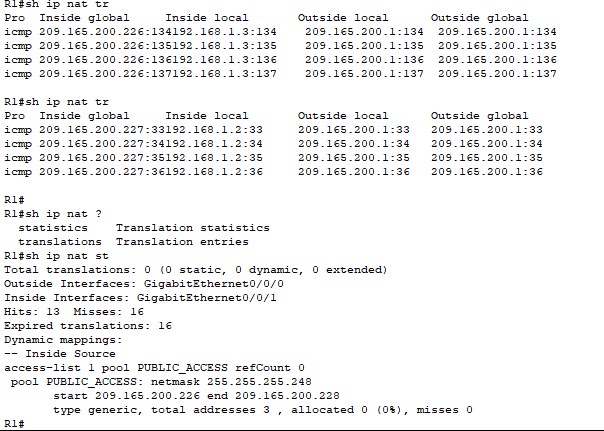 R1#sh ip nat tr
Pro  Inside global     Inside local       Outside local      Outside global
icmp 209.165.200.226:134192.168.1.3:134    209.165.200.1:134  209.165.200.1:134
icmp 209.165.200.226:135192.168.1.3:135    209.165.200.1:135  209.165.200.1:135
icmp 209.165.200.226:136192.168.1.3:136    209.165.200.1:136  209.165.200.1:136
icmp 209.165.200.226:137192.168.1.3:137    209.165.200.1:137  209.165.200.1:137
R1#sh ip nat tr
Pro  Inside global     Inside local       Outside local      Outside global
icmp 209.165.200.227:33192.168.1.2:33     209.165.200.1:33   209.165.200.1:33
icmp 209.165.200.227:34192.168.1.2:34     209.165.200.1:34   209.165.200.1:34
icmp 209.165.200.227:35192.168.1.2:35     209.165.200.1:35   209.165.200.1:35
icmp 209.165.200.227:36192.168.1.2:36     209.165.200.1:36   209.165.200.1:36
R1#
R1#sh ip nat ?
  statistics    Translation statistics
  translations  Translation entries
R1#sh ip nat st
Total translations: 0 (0 static, 0 dynamic, 0 extended)
Outside Interfaces: GigabitEthernet0/0/0
Inside Interfaces: GigabitEthernet0/0/1
Hits: 13  Misses: 16
Expired translations: 16
Dynamic mappings:
-- Inside Source
access-list 1 pool PUBLIC_ACCESS refCount 0
 pool PUBLIC_ACCESS: netmask 255.255.255.248
       start 209.165.200.226 end 209.165.200.228
       type generic, total addresses 3 , allocated 0 (0%), misses 0
R1#